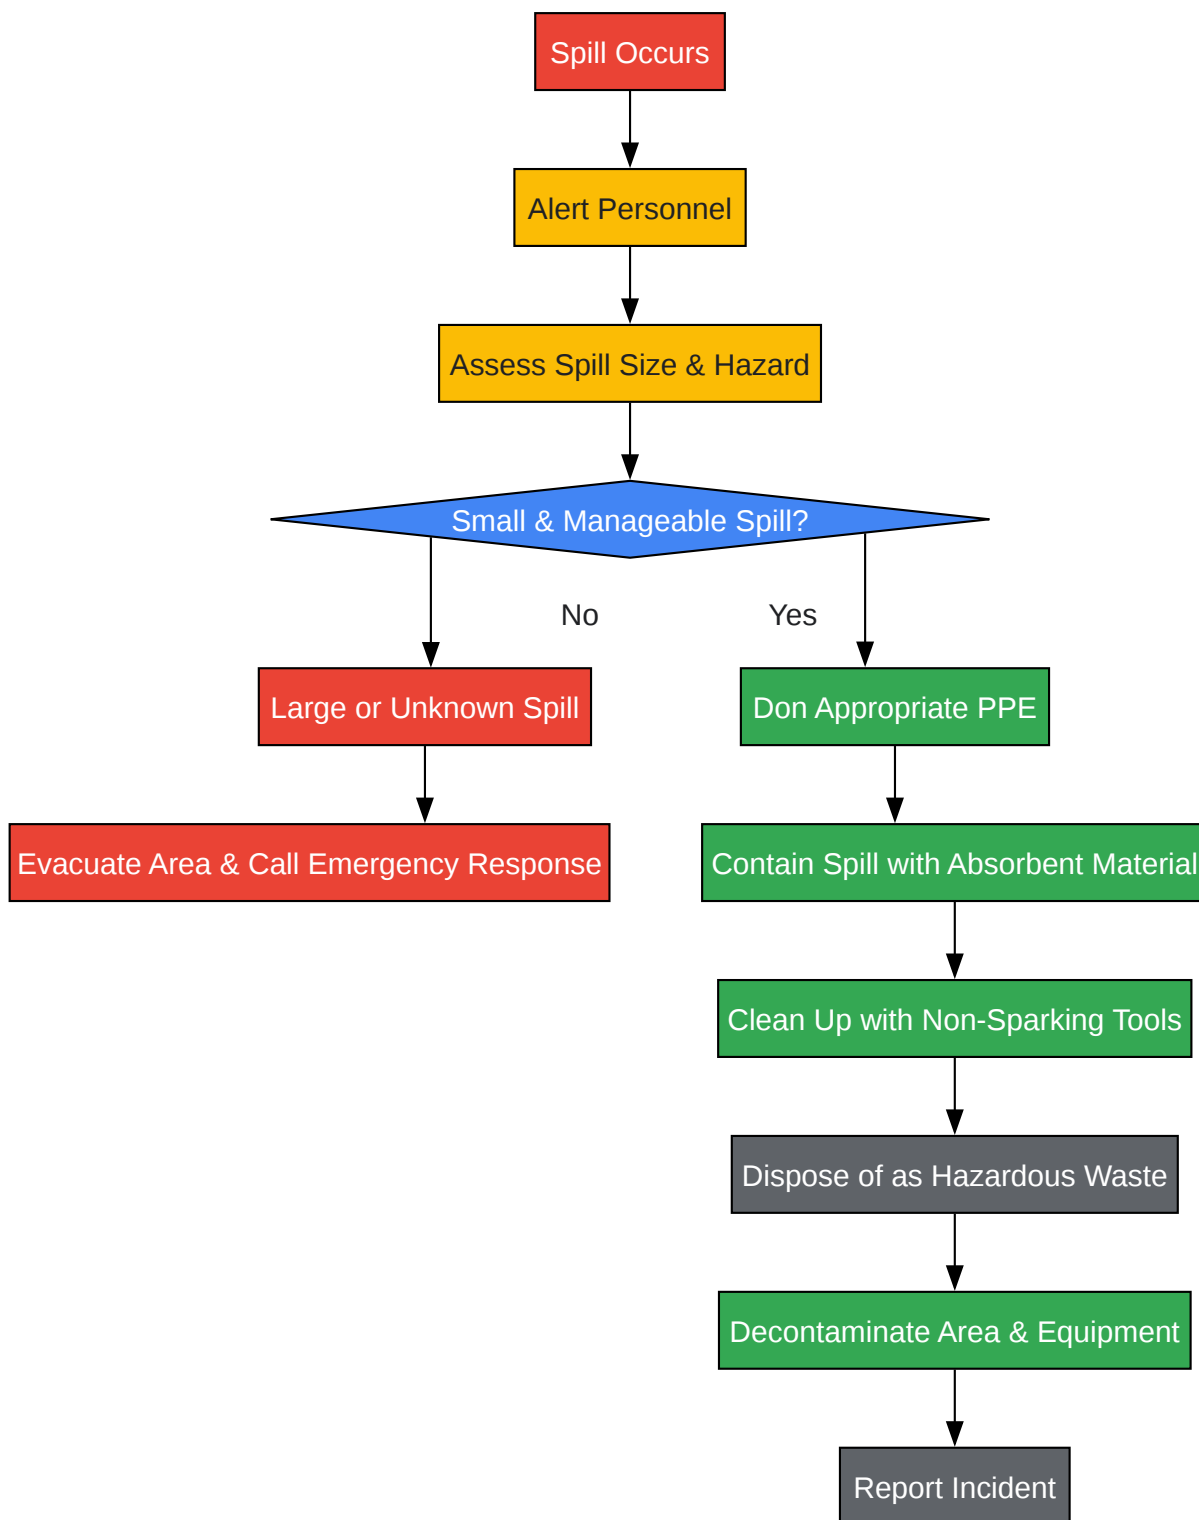 Spill Occurs
Alert Personnel
Assess Spill Size & Hazard
Small & Manageable Spill?
No
Yes
Large or Unknown Spill
Don Appropriate PPE
Evacuate Area & Call Emergency Response
Contain Spill with Absorbent Material
Clean Up with Non-Sparking Tools
Dispose of as Hazardous Waste
Decontaminate Area & Equipment
Report Incident